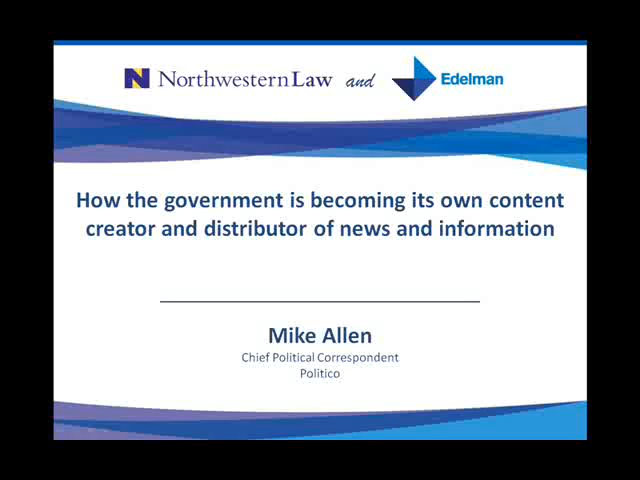 NorthwesternLaw and Edelman
How the government is becoming its own content
creator and distributor of news and information
Mike Allen
Chief Political Correspondent
Politico